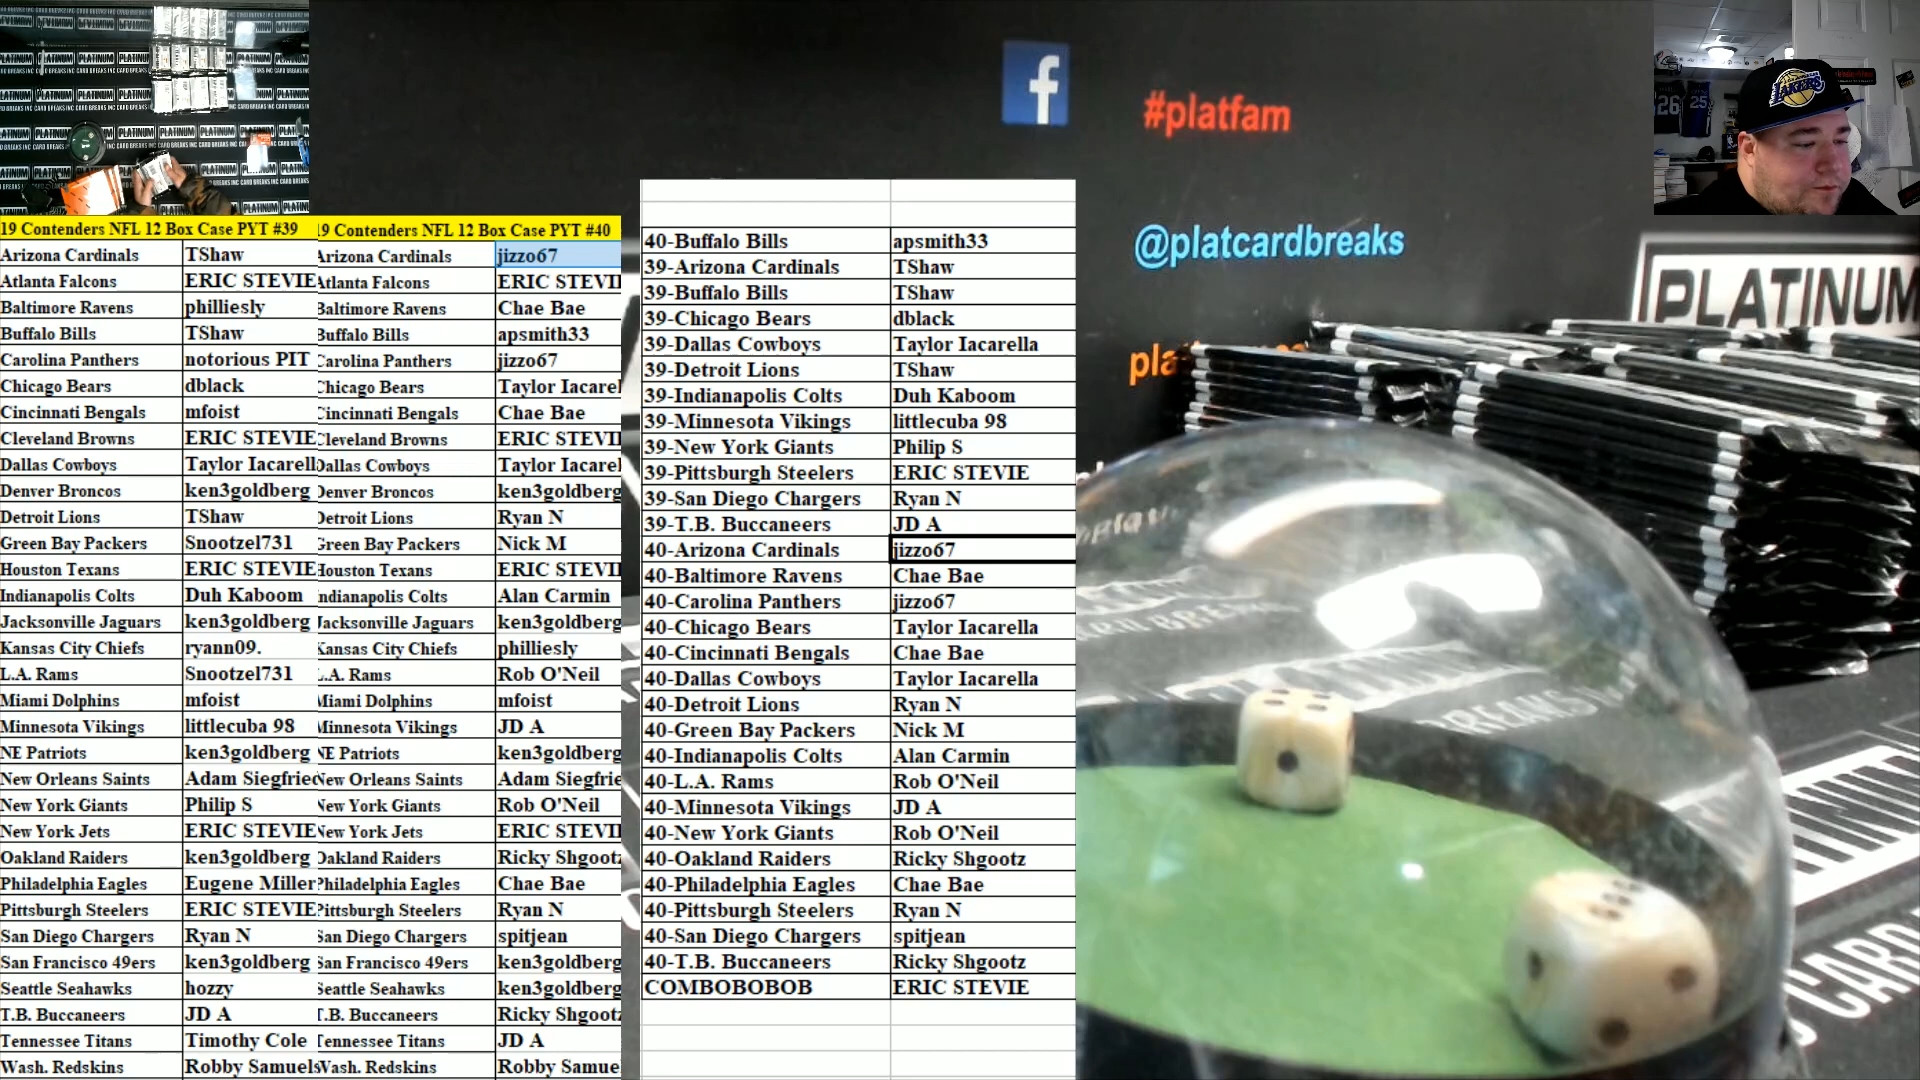 19 Contenders NFL 12 Box Case PYT #39
Arizona Cardinals TShaw
Atlanta Falcons ERIC STEVIE
Baltimore Ravens philliesly
Buffalo Bills TShaw
Carolina Panthers notorious PIT
Chicago Bears dblack
Cincinnati Bengals mfoist
Cleveland Browns ERIC STEVIE
Dallas Cowboys Taylor Iacarell
Denver Broncos ken3goldberg
Detroit Lions TShaw
Green Bay Packers Snootzel731
Houston Texans ERIC STEVIE
Indianapolis Colts Duh Kaboom
Jacksonville Jaguars ken3goldberg
Kansas City Chiefs ryann09.
L.A. Rams Snootzel731
Miami Dolphins mfoist
Minnesota Vikings littlecuba 98
NE Patriots ken3goldberg
New Orleans Saints Adam Siegfried
New York Giants Philip S
New York Jets ERIC STEVIE
Oakland Raiders ken3goldberg
Philadelphia Eagles Eugene Miller
Pittsburgh Steelers ERIC STEVIE
San Diego Chargers Ryan N
San Francisco 49ers ken3goldberg
Seattle Seahawks hozzy
T.B. Buccaneers JD A
Tennessee Titans Timothy Cole
Wash. Redskins Robby Samuels
19 Contenders NFL 12 Box Case PYT #40
Arizona Cardinals jizzo67
Atlanta Falcons ERIC STEVII
Baltimore Ravens Chae Bae
Buffalo Bills apsmith33
Carolina Panthers jizzo67
Chicago Bears Taylor Iacarel
Cincinnati Bengals Chae Bae
Cleveland Browns ERIC STEVII
Dallas Cowboys Taylor Iacarel
Denver Broncos ken3goldberg
Detroit Lions Ryan N
Green Bay Packers Nick M
Houston Texans ERIC STEVII
Indianapolis Colts Alan Carmin
Jacksonville Jaguars ken3goldberg
Kansas City Chiefs philliesly
L.A. Rams Rob O'Neil
Miami Dolphins mfoist
Minnesota Vikings JD A
NE Patriots ken3goldberg
New Orleans Saints Adam Siegfrie
New York Giants Rob O'Neil
New York Jets ERIC STEVII
Oakland Raiders Ricky Shgootz
Philadelphia Eagles Chae Bae
Pittsburgh Steelers Ryan N
San Diego Chargers spitjean
San Francisco 49ers ken3goldberg
Seattle Seahawks ken3goldberg
T.B. Buccaneers Ricky Shgootz
Tennessee Titans JD A
Wash. Redskins Robby Samue
40-Buffalo Bills apsmith33
39-Arizona Cardinals TShaw
39-Buffalo Bills TShaw
39-Chicago Bears dblack
39-Dallas Cowboys Taylor Iacarella
39-Detroit Lions TShaw
39-Indianapolis Colts Duh Kaboom
39-Minnesota Vikings littlecuba 98
39-New York Giants Philip S
39-Pittsburgh Steelers ERIC STEVIE
39-San Diego Chargers Ryan N
39-T.B. Buccaneers JD A
40-Arizona Cardinals jizzo67
40-Baltimore Ravens Chae Bae
40-Carolina Panthers jizzo67
40-Chicago Bears Taylor Iacarella
40-Cincinnati Bengals Chae Bae
40-Dallas Cowboys Taylor Iacarella
40-Detroit Lions Ryan N
40-Green Bay Packers Nick M
40-Indianapolis Colts Alan Carmin
40-L.A. Rams Rob O'Neil
40-Minnesota Vikings JD A
40-New York Giants Rob O'Neil
40-Oakland Raiders Ricky Shgootz
40-Philadelphia Eagles Chae Bae
40-Pittsburgh Steelers Ryan N
40-San Diego Chargers spitjean
40-T.B. Buccaneers Ricky Shgootz
COMBOBOBOB ERIC STEVIE
f
#platfam
@platcardbreaks
PLATINUM
26 25
LAKERS